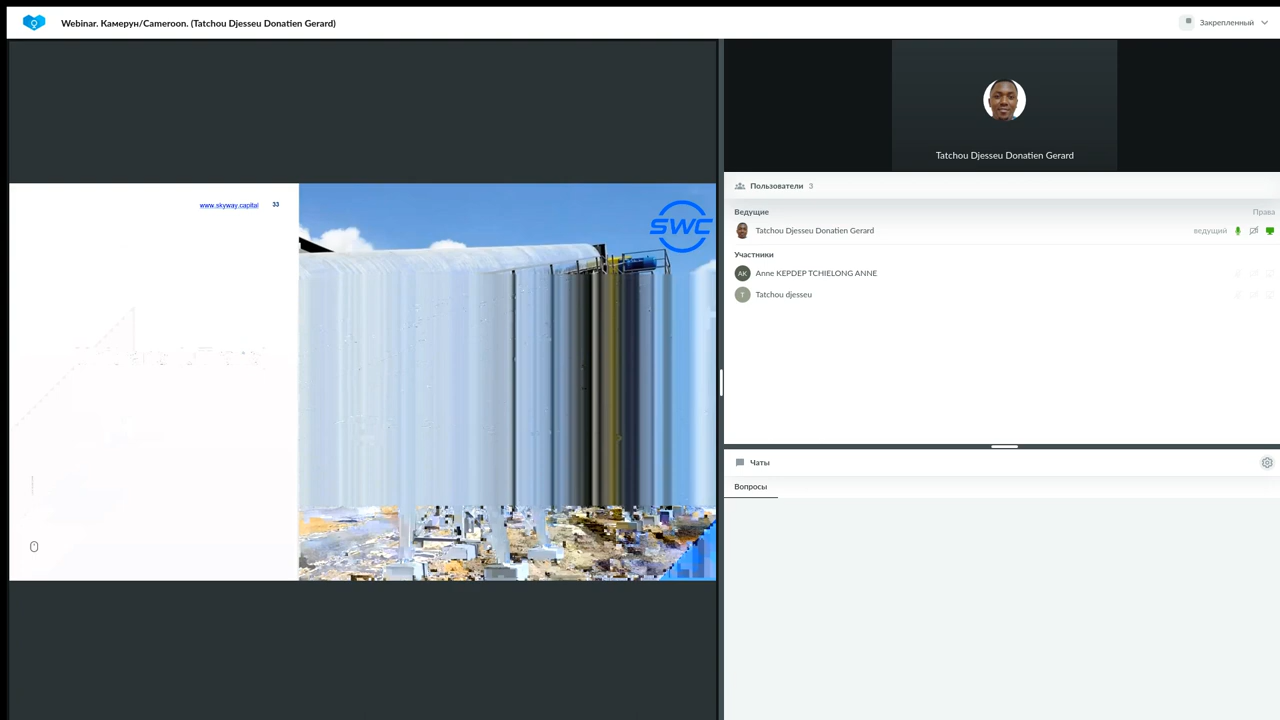 Webinar. Камерун/Cameroon. (Tatchou Djesseu Donatien Gerard)
Закрепленный
www.skyway.capital 33
SWC
Tatchou Djesseu Donatien Gerard
Пользователи 3
Ведущие Права
Tatchou Djesseu Donatien Gerard ведущий
Участники
AK Anne KEPDEP TCHIELONG ANNE
T Tatchou djesseu
Чаты
Вопросы